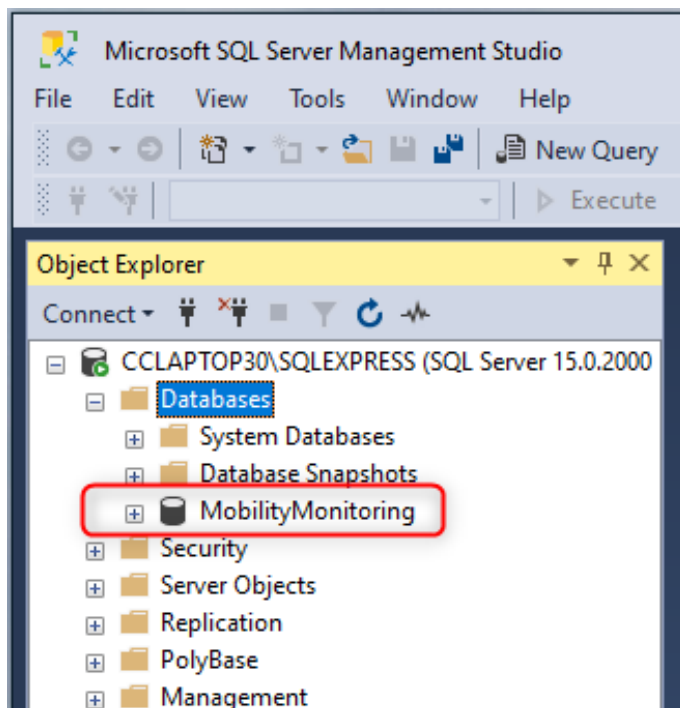 Microsoft SQL Server Management Studio
File Edit View Tools Window Help
New Query
Execute
Object Explorer
Connect
CCLAPTOP30\SQLEXPRESS (SQL Server 15.0.2000
Databases
System Databases
Database Snapshots
MobilityMonitoring
Security
Server Objects
Replication
PolyBase
Management